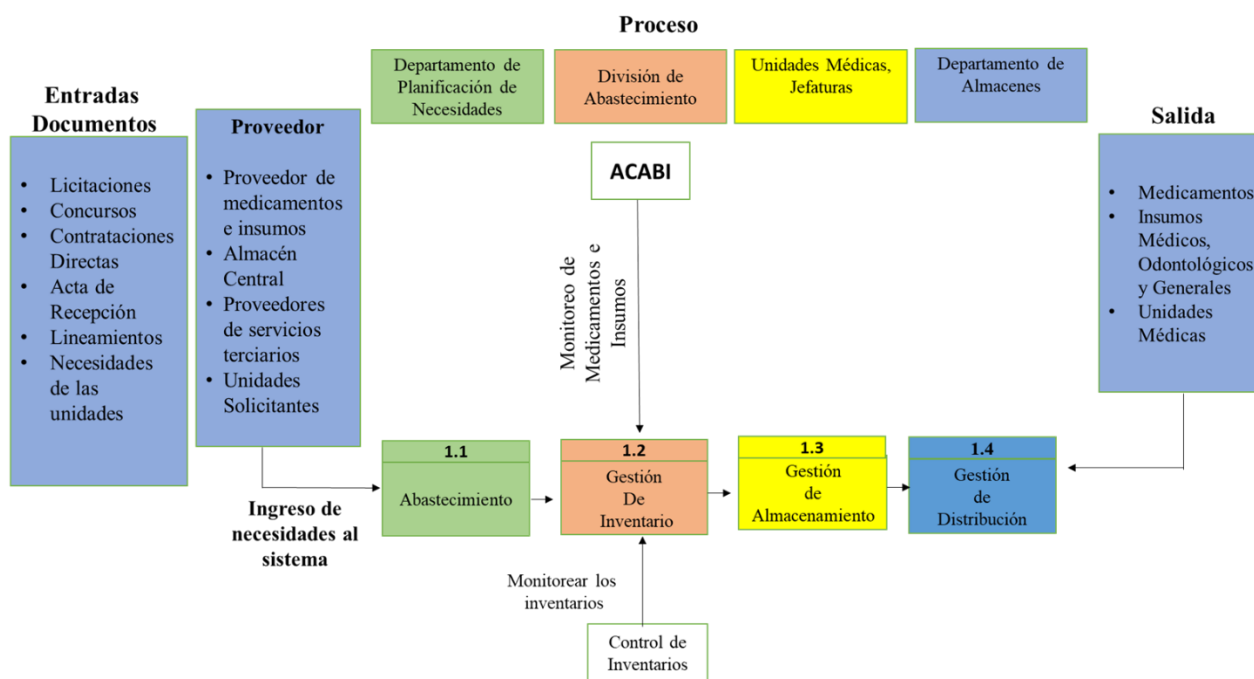 Proceso
Departamento de
Planificación de
Necesidades
División de
Abastecimiento
Unidades Médicas,
Jefaturas
Departamento de
Almacenes
Entradas
Documentos
• Licitaciones
• Concursos
• Contrataciones
Directas
• Acta de
Recepción
• Lineamientos
• Necesidades
de las
unidades
Proveedor
• Proveedor de
medicamentos
e insumos
• Almacén
Central
• Proveedores
de servicios
terciarios
• Unidades
Solicitantes
ACABI
Monitoreo de
Medicamentos e
Insumos
Salida
• Medicamentos
• Insumos
Médicos,
Odontológicos
y Generales
• Unidades
Médicas
Ingreso de
necesidades al
sistema
1.1
Abastecimiento
1.2
Gestión
De
Inventario
1.3
Gestión
de
Almacenamiento
1.4
Gestión
de
Distribución
Monitorear los
inventarios
Control de
Inventarios